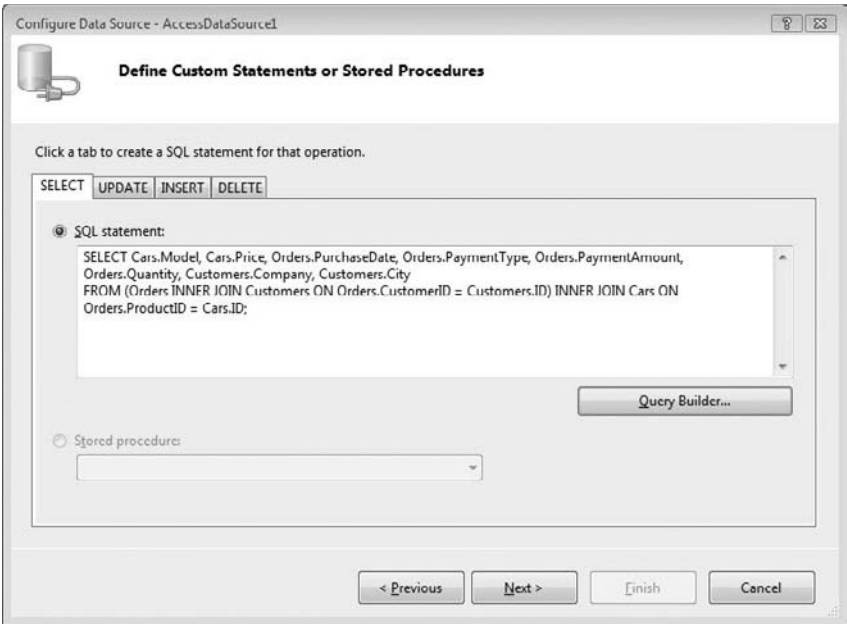 Configure Data Source - AccessDataSource1
Define Custom Statements or Stored Procedures
Click a tab to create a SQL statement for that operation.
SELECT UPDATE INSERT DELETE
SQL statement:
SELECT Cars.Model, Cars.Price, Orders.PurchaseDate, Orders.PaymentType, Orders.PaymentAmount,
Orders.Quantity, Customers.Company, Customers.City
FROM (Orders INNER JOIN Customers ON Orders.CustomerID = Customers.ID) INNER JOIN Cars ON
Orders.ProductID = Cars.ID;
Query Builder...
Stored procedure:
< Previous Next > Finish Cancel